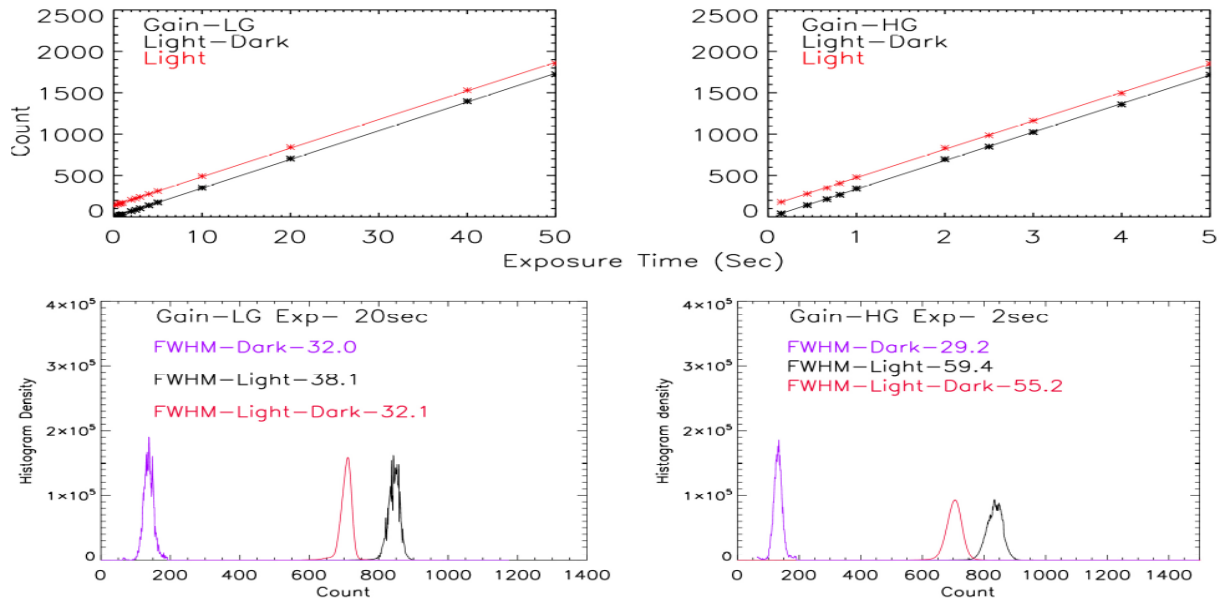 2500
2000
1500
1000
500
0
Count
Gain-LG
Light-Dark
Light
0 10 20 30 40 50
2500
2000
1500
1000
500
0
Gain-HG
Light-Dark
Light
0 1 2 3 4 5
Exposure Time (Sec)
4×10⁵
3×10⁵
2×10⁵
1×10⁵
0
Histogram Density
Gain-LG Exp- 20sec
FWHM-Dark-32.0
FWHM-Light-38.1
FWHM-Light-Dark-32.1
0 200 400 600 800 1000 1200 1400
Count
4×10⁵
3×10⁵
2×10⁵
1×10⁵
0
Histogram density
Gain-HG Exp- 2sec
FWHM-Dark-29.2
FWHM-Light-59.4
FWHM-Light-Dark-55.2
0 200 400 600 800 1000 1200 1400
Count